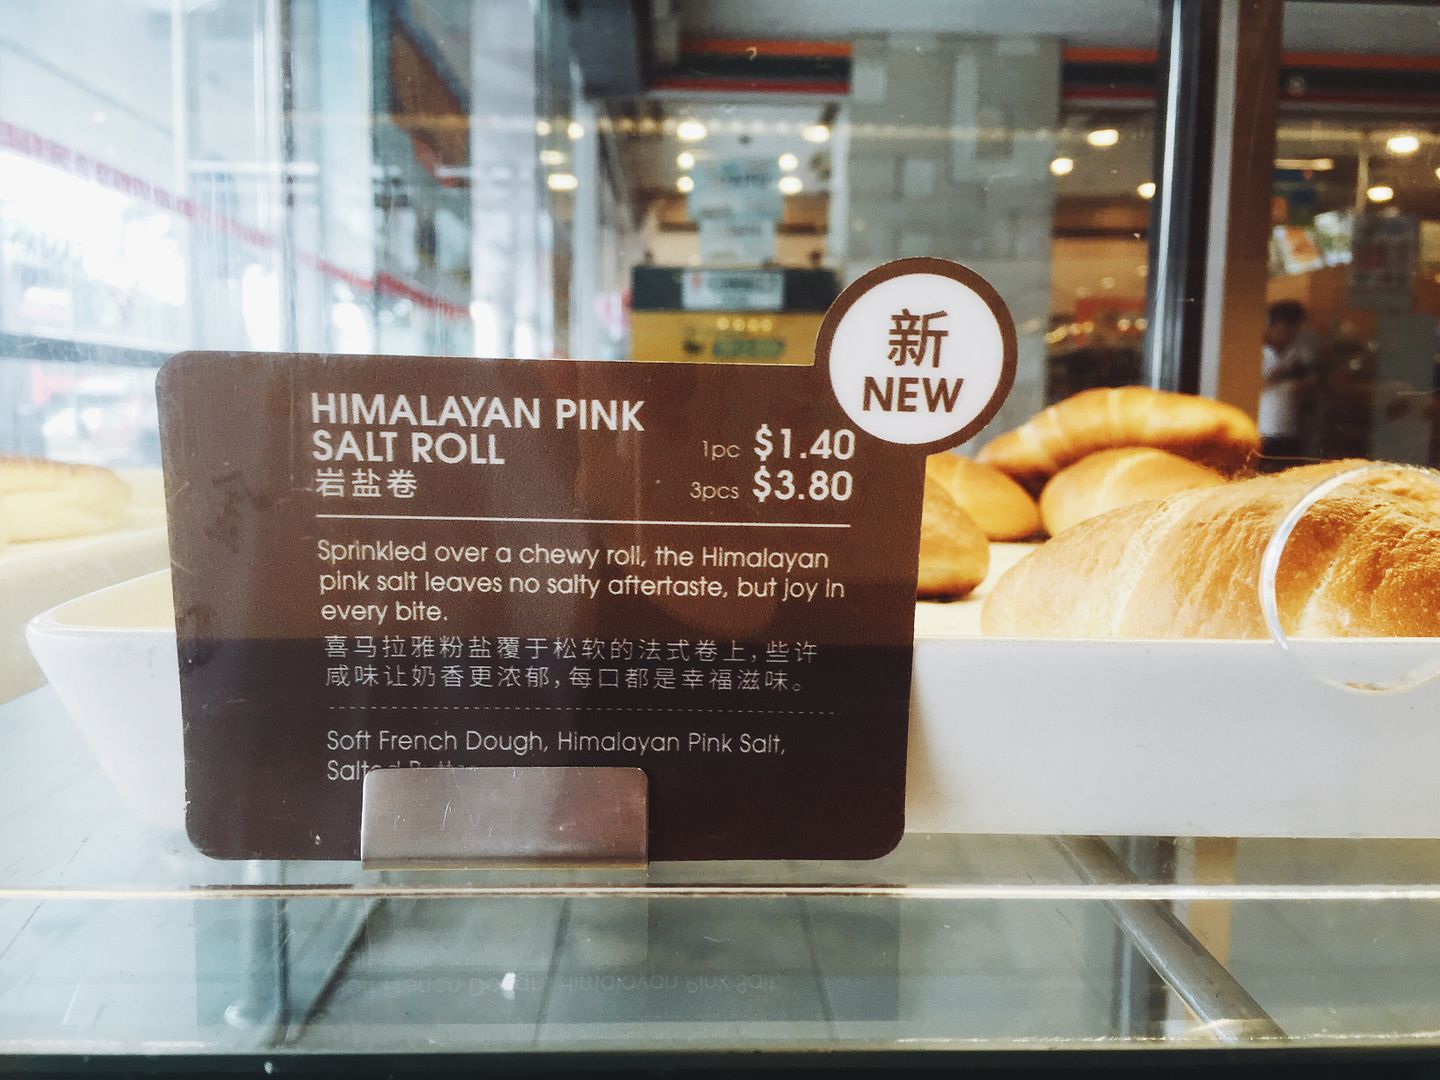 新
NEW
HIMALAYAN PINK
SALT ROLL
岩盐卷
1pc $1.40
3pcs $3.80
Sprinkled over a chewy roll, the Himalayan
pink salt leaves no salty aftertaste, but joy in
every bite.
喜马拉雅粉盐覆于松软的法式卷上，些许
咸味让奶香更浓郁，每口都是幸福滋味。
Soft French Dough, Himalayan Pink Salt,
Salted Butter